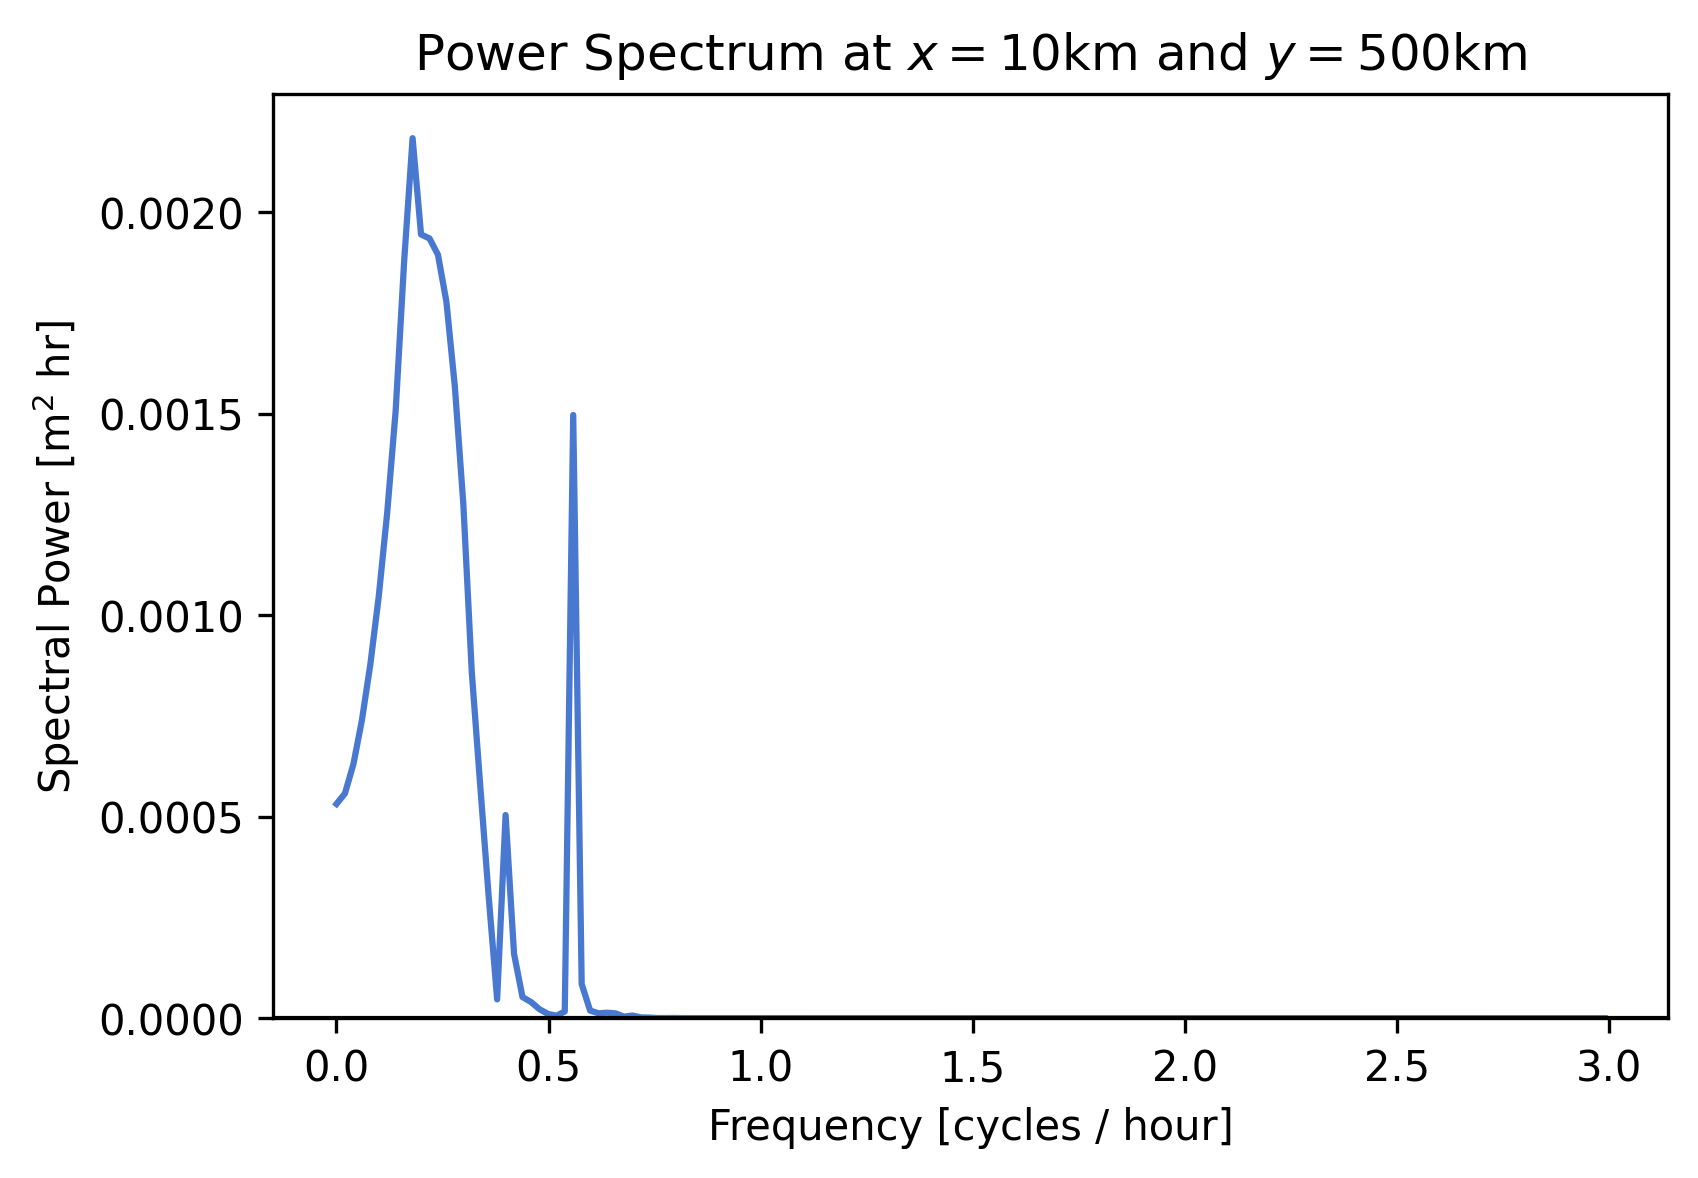 Power Spectrum at x = 10km and y = 500km
Spectral Power [m² hr]
0.0020
0.0015
0.0010
0.0005
0.0000
0.0 0.5 1.0 1.5 2.0 2.5 3.0
Frequency [cycles / hour]